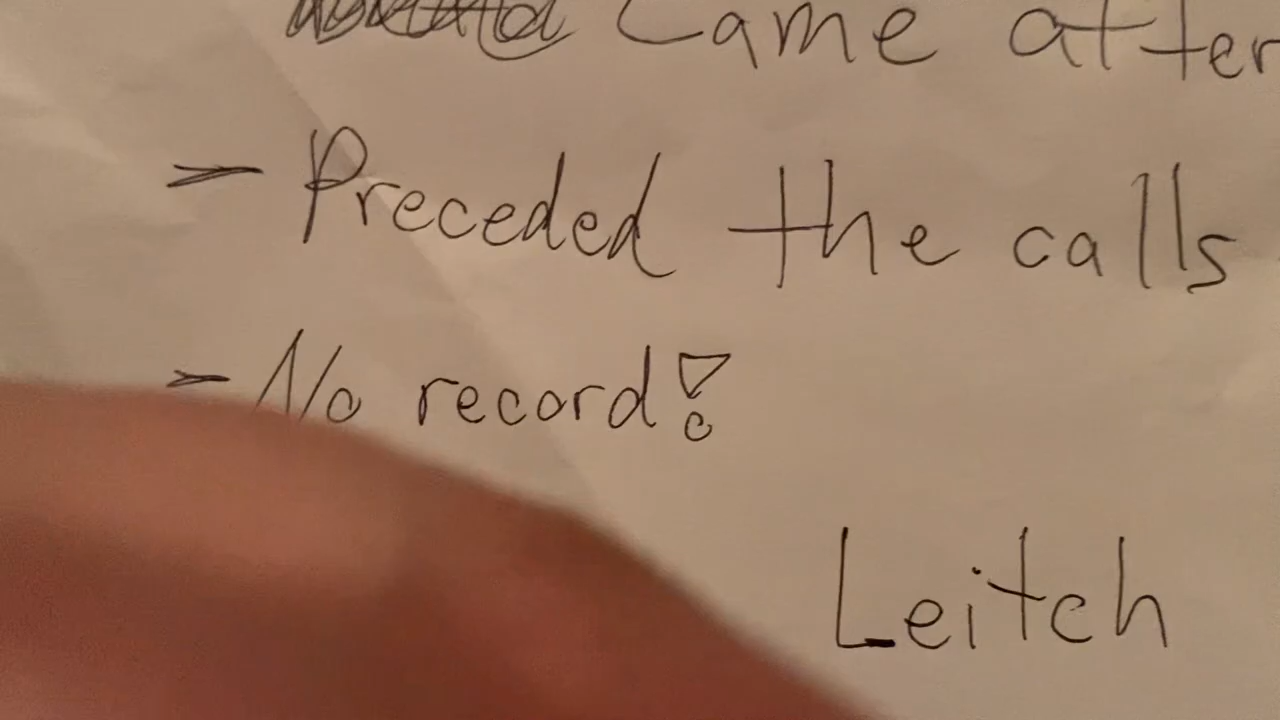 Came after
- Preceded the calls
- No record!
Leitch